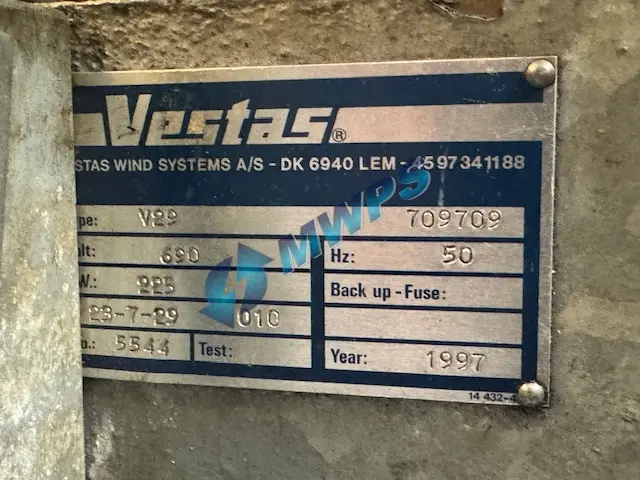 Vestas®
STAS WIND SYSTEMS A/S - DK 6940 LEM - 4597341188
pe: V29 709709
lt: 690 Hz: 50
W.: 225 Back up - Fuse:
23-7-29 010
o.: 5544 Test: Year: 1997
14 432-4
MWPS